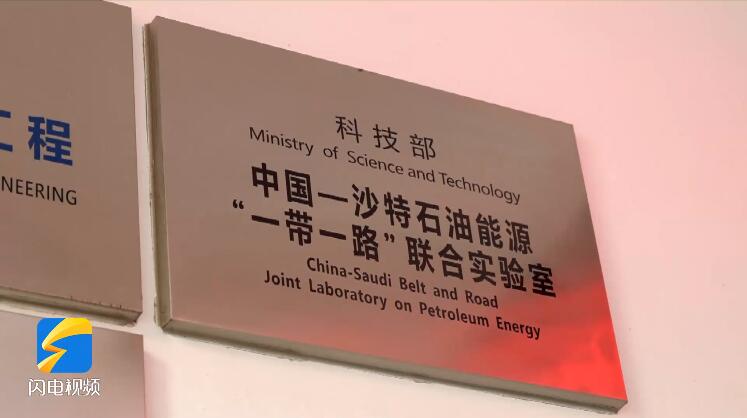 工程
NEERING
科技部
Ministry of Science and Technology
中国—沙特石油能源
“一带一路”联合实验室
China-Saudi Belt and Road
Joint Laboratory on Petroleum Energy
闪电视频